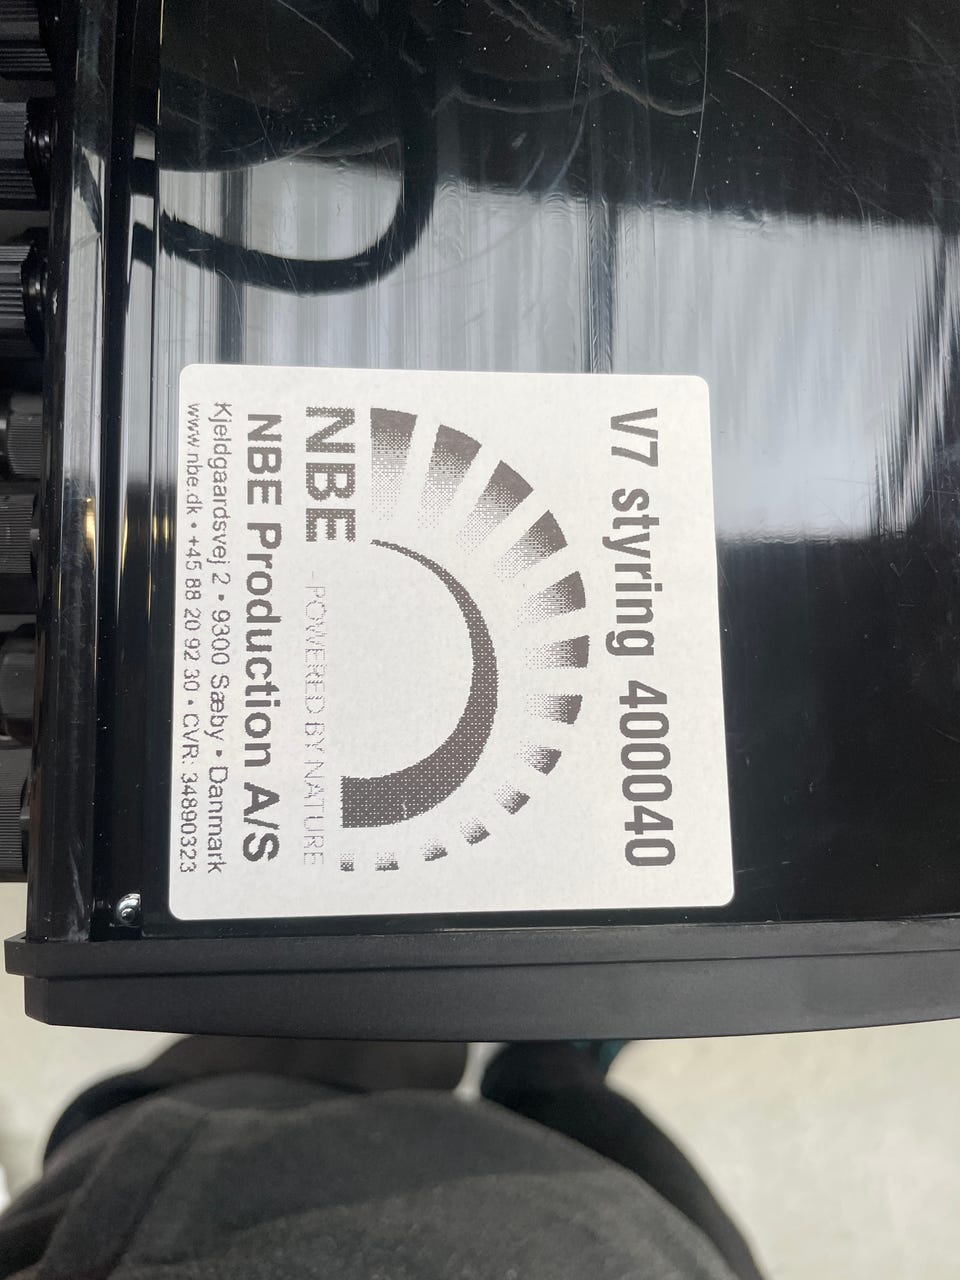 V7 styring 400040
NBE
- POWERED BY NATURE
NBE Production A/S
Kjeldgaardsvej 2 • 9300 Sæby • Danmark
www.nbe.dk • +45 88 20 92 30 • CVR: 34890323